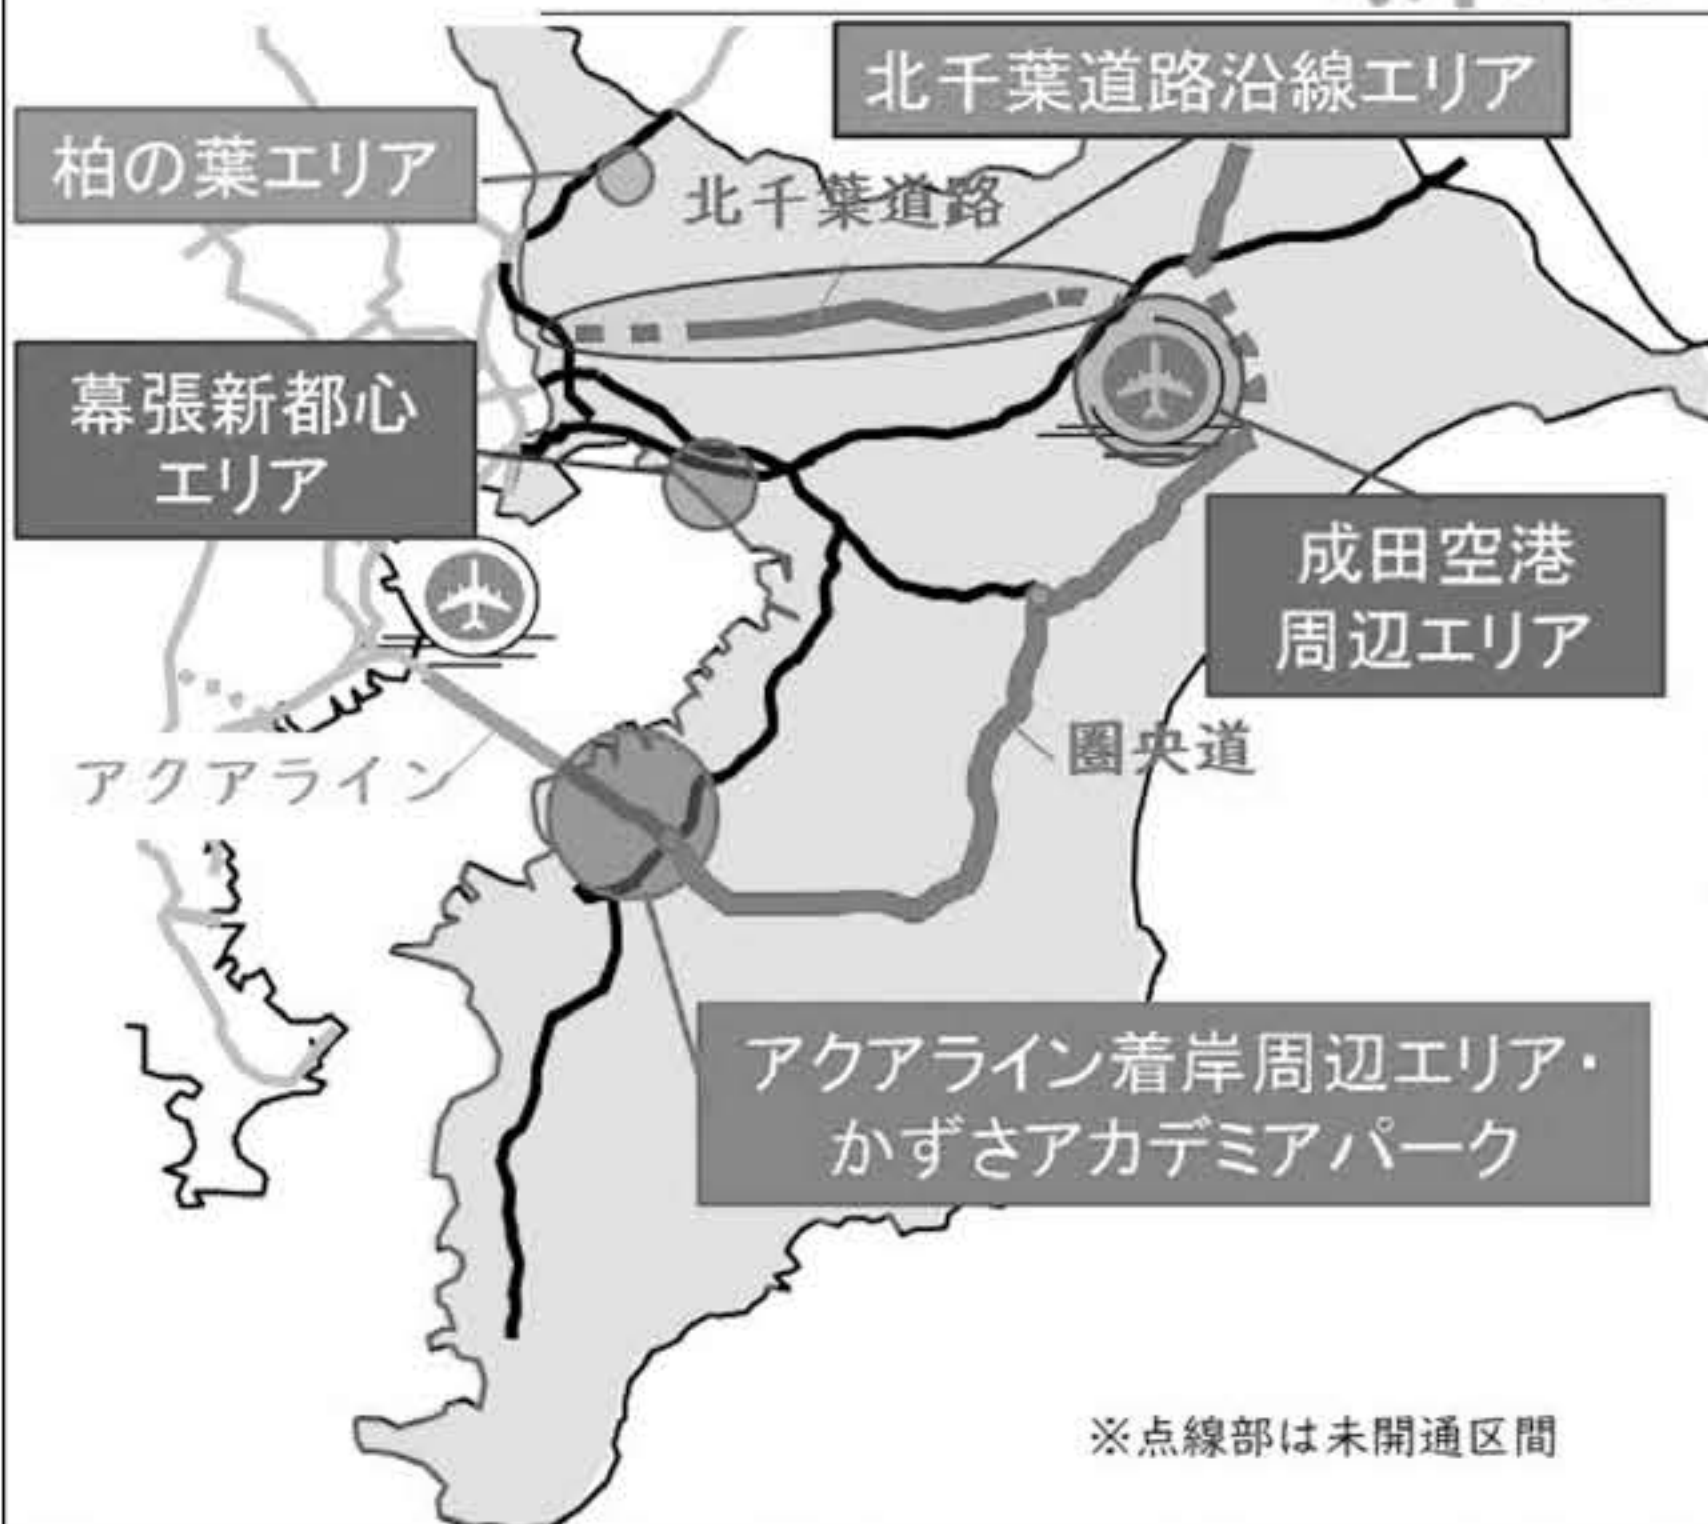 北千葉道路沿線エリア
柏の葉エリア
北千葉道路
幕張新都心
エリア
成田空港
周辺エリア
圏央道
アクアライン
アクアライン着岸周辺エリア・
かずさアカデミアパーク
※点線部は未開通区間